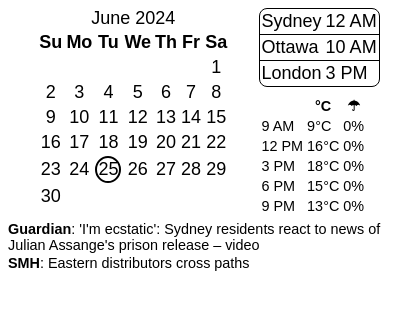 June 2024
Su Mo Tu We Th Fr Sa
1
2 3 4 5 6 7 8
9 10 11 12 13 14 15
16 17 18 19 20 21 22
23 24 25 26 27 28 29
30
Sydney 12 AM
Ottawa 10 AM
London 3 PM
°C ☂
9 AM 9°C 0%
12 PM 16°C 0%
3 PM 18°C 0%
6 PM 15°C 0%
9 PM 13°C 0%
Guardian: 'I'm ecstatic': Sydney residents react to news of
Julian Assange's prison release – video
SMH: Eastern distributors cross paths